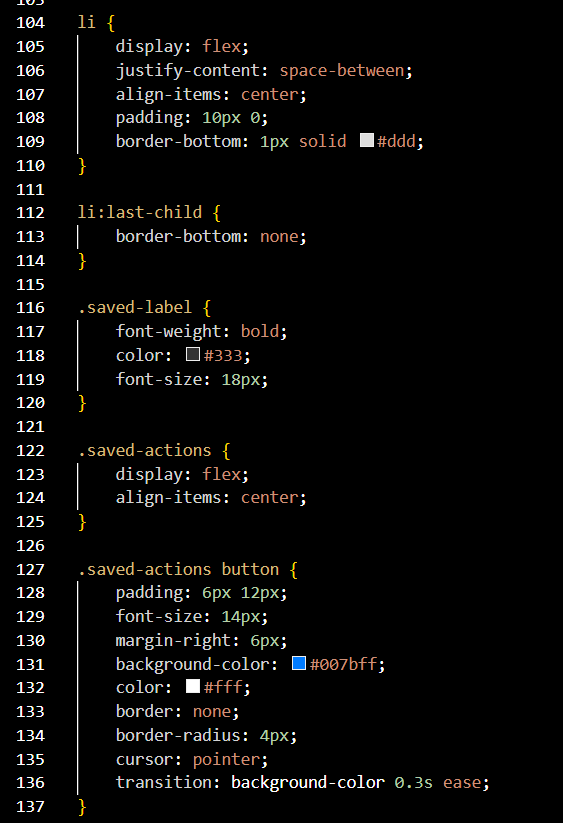 103
104 li {
105 display: flex;
106 justify-content: space-between;
107 align-items: center;
108 padding: 10px 0;
109 border-bottom: 1px solid #ddd;
110 }
111
112 li:last-child {
113 border-bottom: none;
114 }
115
116 .saved-label {
117 font-weight: bold;
118 color: #333;
119 font-size: 18px;
120 }
121
122 .saved-actions {
123 display: flex;
124 align-items: center;
125 }
126
127 .saved-actions button {
128 padding: 6px 12px;
129 font-size: 14px;
130 margin-right: 6px;
131 background-color: #007bff;
132 color: #fff;
133 border: none;
134 border-radius: 4px;
135 cursor: pointer;
136 transition: background-color 0.3s ease;
137 }